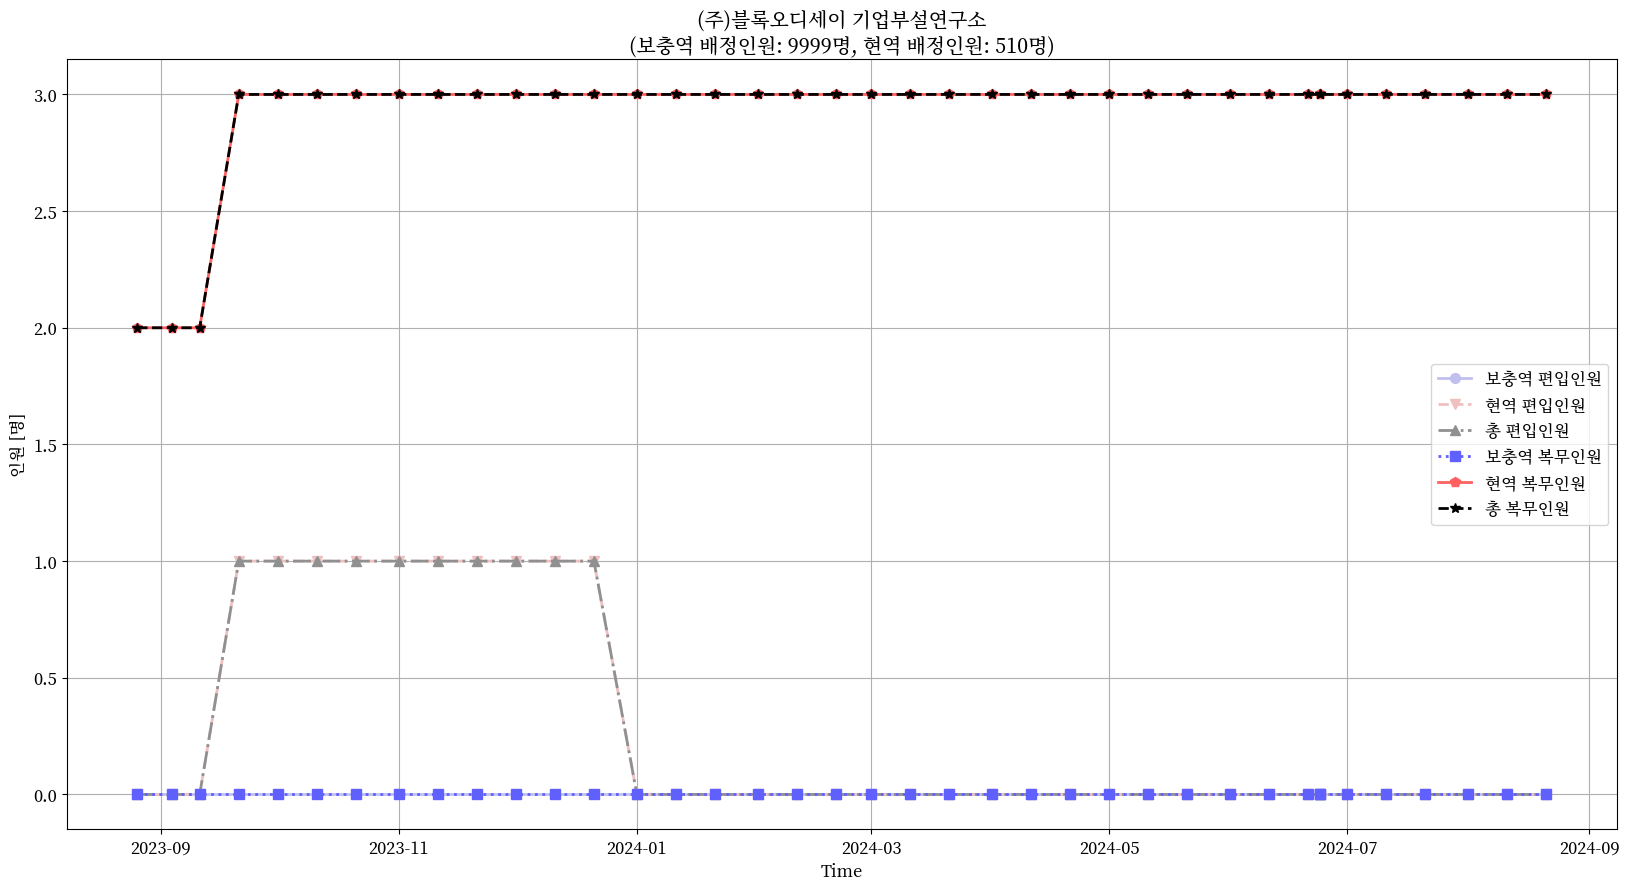 (주)블록오디세이 기업부설연구소
(보충역 배정인원: 9999명, 현역 배정인원: 510명)
인원 [명]
3.0
2.5
2.0
1.5
1.0
0.5
0.0
보충역 편입인원
현역 편입인원
총 편입인원
보충역 복무인원
현역 복무인원
총 복무인원
2023-09
2023-11
2024-01
2024-03
2024-05
2024-07
2024-09
Time